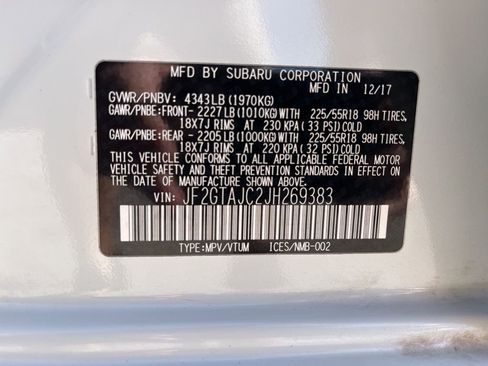 MFD BY SUBARU CORPORATION
MFD IN 12/17
GVWR/PNBV: 4343LB (1970KG)
GAWR/PNBE:FRONT- 2227LB (1010KG)WITH 225/55R18 98H TIRES,
18X7J RIMS AT 230 KPA (33 PSI)COLD
GAWR/PNBE:REAR - 2205LB (1000KG)WITH 225/55R18 98H TIRES,
18X7J RIMS AT 220 KPA (32 PSI)COLD
THIS VEHICLE CONFORMS TO ALL APPLICABLE FEDERAL MOTOR
VEHICLE SAFETY AND THEFT PREVENTION STANDARDS
IN EFFECT ON THE DATE OF MANUFACTURE SHOWN ABOVE.
VIN: JF2GTAJC2JH269383
TYPE:MPV/VTUM ICES/NMB-002